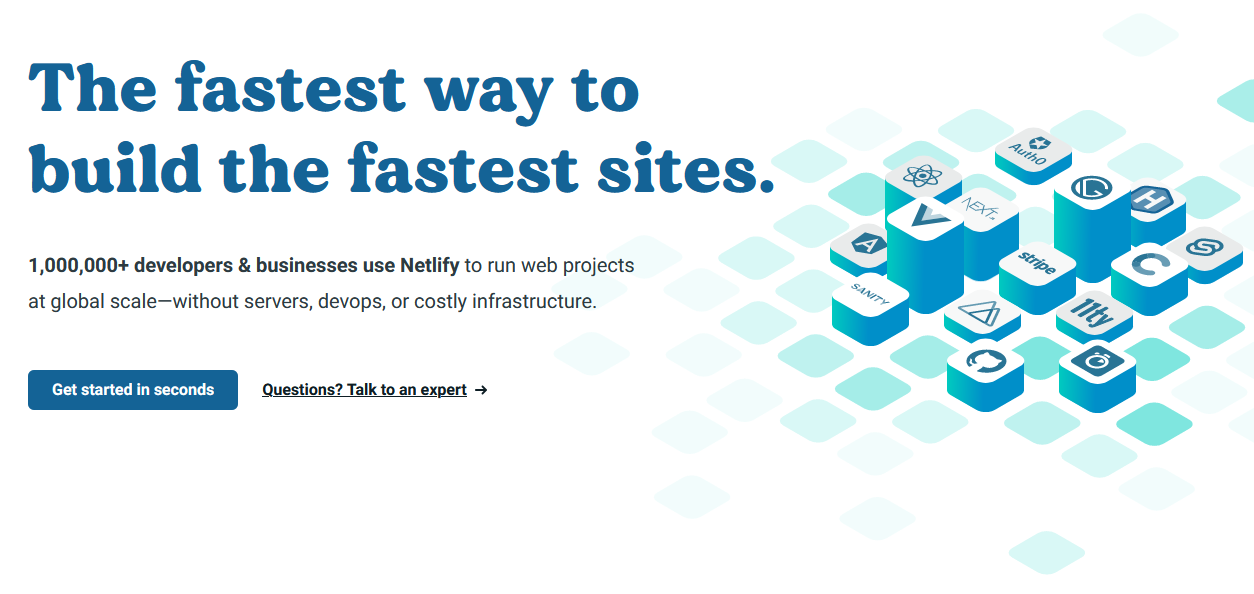 The fastest way to
build the fastest sites.
1,000,000+ developers & businesses use Netlify to run web projects
at global scale—without servers, devops, or costly infrastructure.
Get started in seconds
Questions? Talk to an expert →
Auth0
NEXT.js
stripe
SANITY
11ty